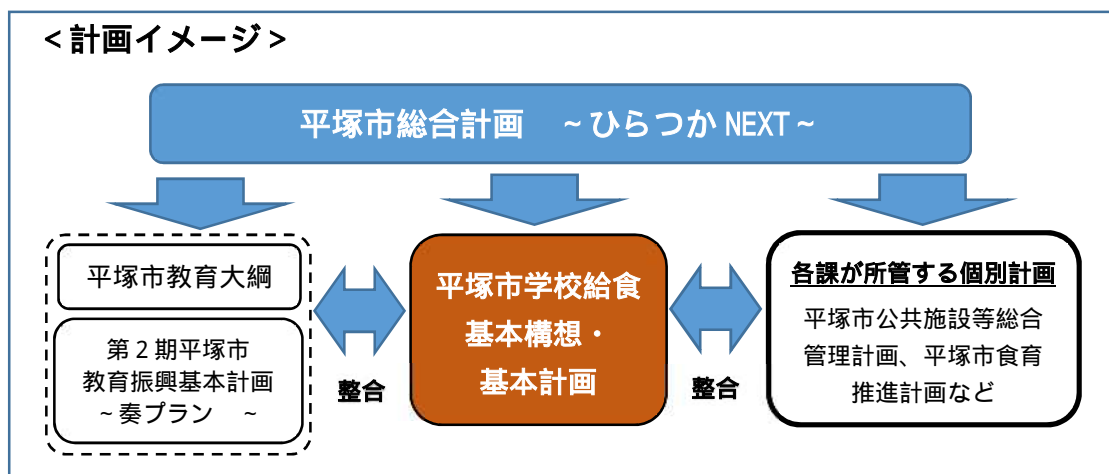 <計画イメージ>
平塚市総合計画　~ひらつか NEXT~
平塚市教育大綱
第2期平塚市
教育振興基本計画
~奏プラン　~
整合
平塚市学校給食
基本構想・
基本計画
整合
各課が所管する個別計画
平塚市公共施設等総合
管理計画、平塚市食育
推進計画など